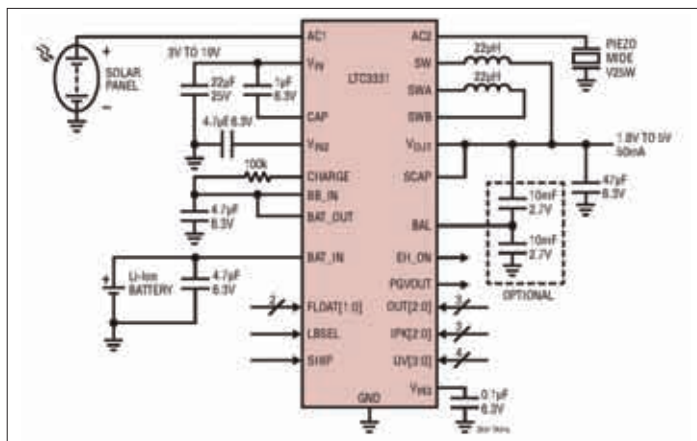 AC1
AC2
3V TO 19V
SOLAR
PANEL
+
−
VIN
LTC3331
22µF
25V
1µF
6.3V
CAP
4.7µF 6.3V
VIN2
SW
22µH
SWA
22µH
SWB
PIEZO
MIDE
V25W
100k
CHARGE
BB_IN
BAT_OUT
4.7µF
6.3V
VOUT
1.8V TO 5V
50mA
SCAP
47µF
6.3V
10mF
2.7V
BAL
10mF
2.7V
OPTIONAL
BAT_IN
+
Li-Ion
BATTERY
4.7µF
6.3V
EH_ON
PGVOUT
2
FLOAT[1:0]
LBSEL
SHIP
OUT[2:0]
3
IPK[2:0]
3
UV[3:0]
4
VIN3
0.1µF
6.3V
GND